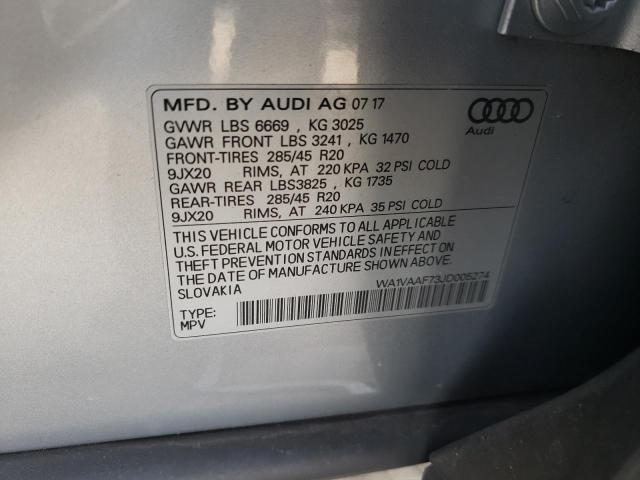 MFD. BY AUDI AG 07 17
GVWR LBS 6669 , KG 3025
GAWR FRONT LBS 3241 , KG 1470
FRONT-TIRES 285/45 R20
9JX20 RIMS, AT 220 KPA 32 PSI COLD
GAWR REAR LBS3825 , KG 1735
REAR-TIRES 285/45 R20
9JX20 RIMS, AT 240 KPA 35 PSI COLD
Audi
THIS VEHICLE CONFORMS TO ALL APPLICABLE
U.S. FEDERAL MOTOR VEHICLE SAFETY AND
THEFT PREVENTION STANDARDS IN EFFECT ON
THE DATE OF MANUFACTURE SHOWN ABOVE.
SLOVAKIA
WA1VAAF73JD005274
TYPE:
MPV